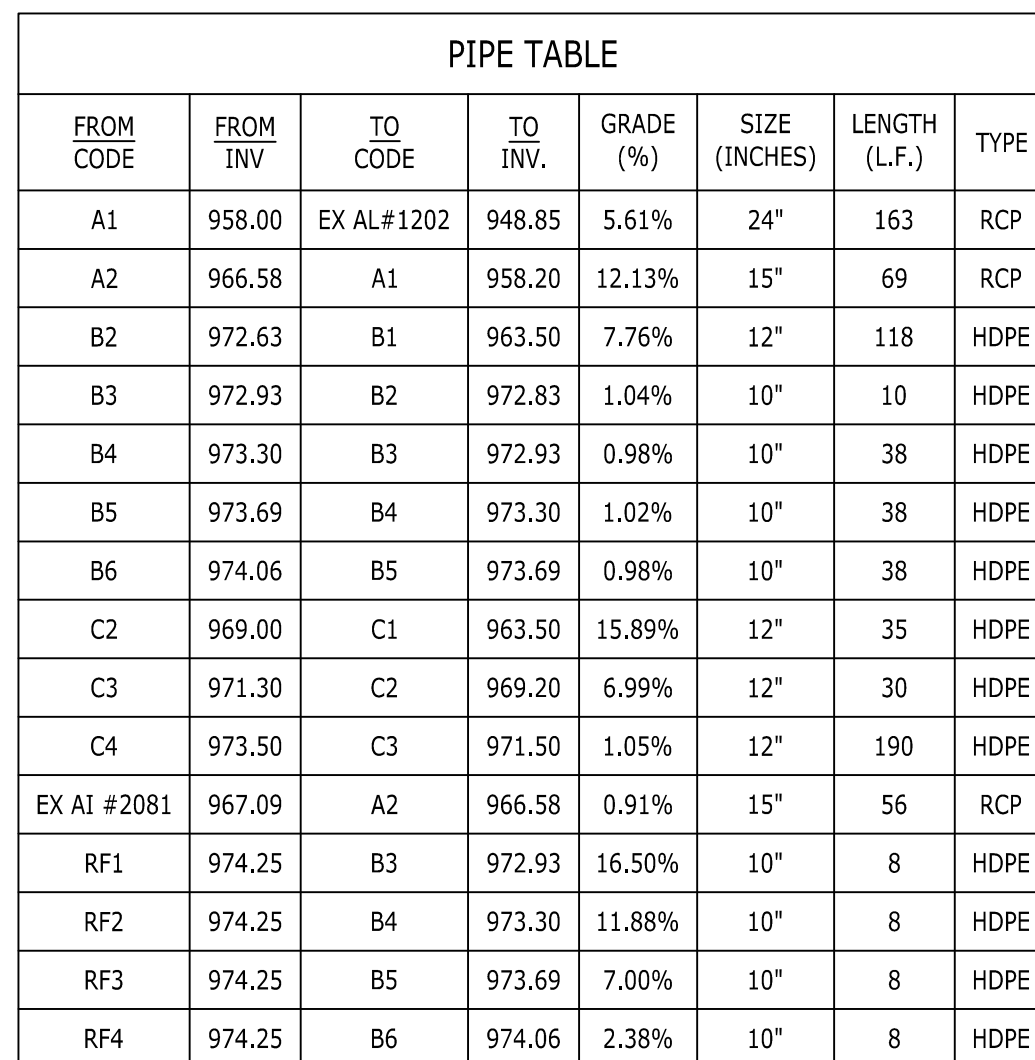 PIPE TABLE
FROM CODE FROM INV TO CODE TO INV. GRADE (%) SIZE (INCHES) LENGTH (L.F.) TYPE
A1 958.00 EX AL#1202 948.85 5.61% 24" 163 RCP
A2 966.58 A1 958.20 12.13% 15" 69 RCP
B2 972.63 B1 963.50 7.76% 12" 118 HDPE
B3 972.93 B2 972.83 1.04% 10" 10 HDPE
B4 973.30 B3 972.93 0.98% 10" 38 HDPE
B5 973.69 B4 973.30 1.02% 10" 38 HDPE
B6 974.06 B5 973.69 0.98% 10" 38 HDPE
C2 969.00 C1 963.50 15.89% 12" 35 HDPE
C3 971.30 C2 969.20 6.99% 12" 30 HDPE
C4 973.50 C3 971.50 1.05% 12" 190 HDPE
EX AI #2081 967.09 A2 966.58 0.91% 15" 56 RCP
RF1 974.25 B3 972.93 16.50% 10" 8 HDPE
RF2 974.25 B4 973.30 11.88% 10" 8 HDPE
RF3 974.25 B5 973.69 7.00% 10" 8 HDPE
RF4 974.25 B6 974.06 2.38% 10" 8 HDPE